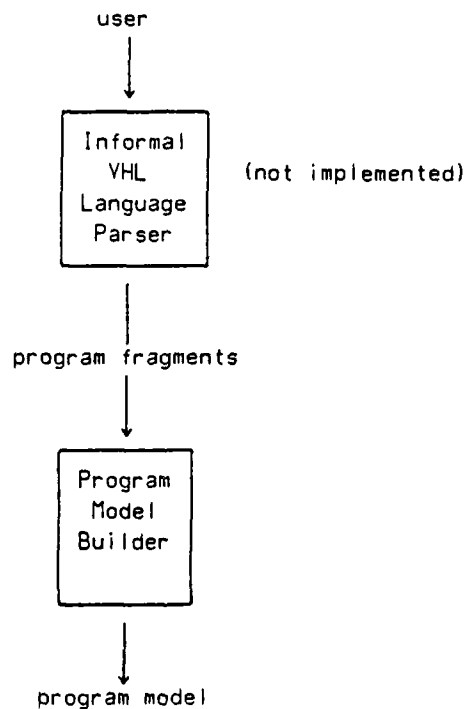 user
Informal
VHL
(not implemented)
Language
Parser
program fragments
Program
Model
Builder
program model